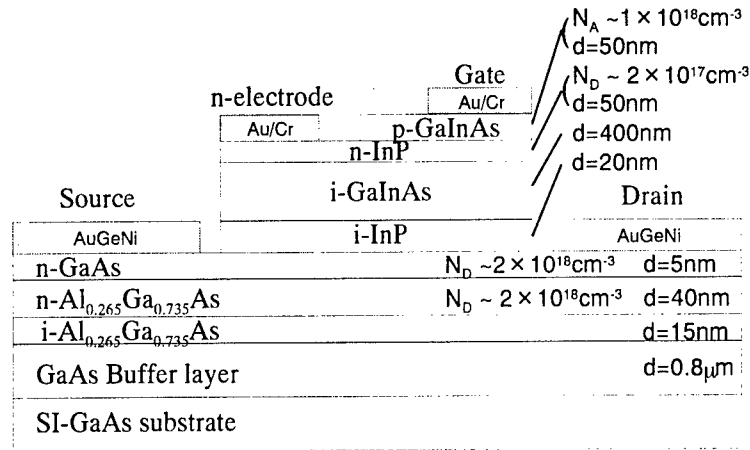 N_A ~1 × 10^18cm^-3
d=50nm
Gate
N_D ~ 2 × 10^17cm^-3
n-electrode
Au/Cr
d=50nm
Au/Cr
p-GaInAs
d=400nm
n-InP
d=20nm
Source
i-GaInAs
Drain
AuGeNi
i-InP
AuGeNi
n-GaAs N_D ~2 × 10^18cm^-3 d=5nm
n-Al_0.265Ga_0.735As N_D ~ 2 × 10^18cm^-3 d=40nm
i-Al_0.265Ga_0.735As d=15nm
GaAs Buffer layer d=0.8μm
SI-GaAs substrate